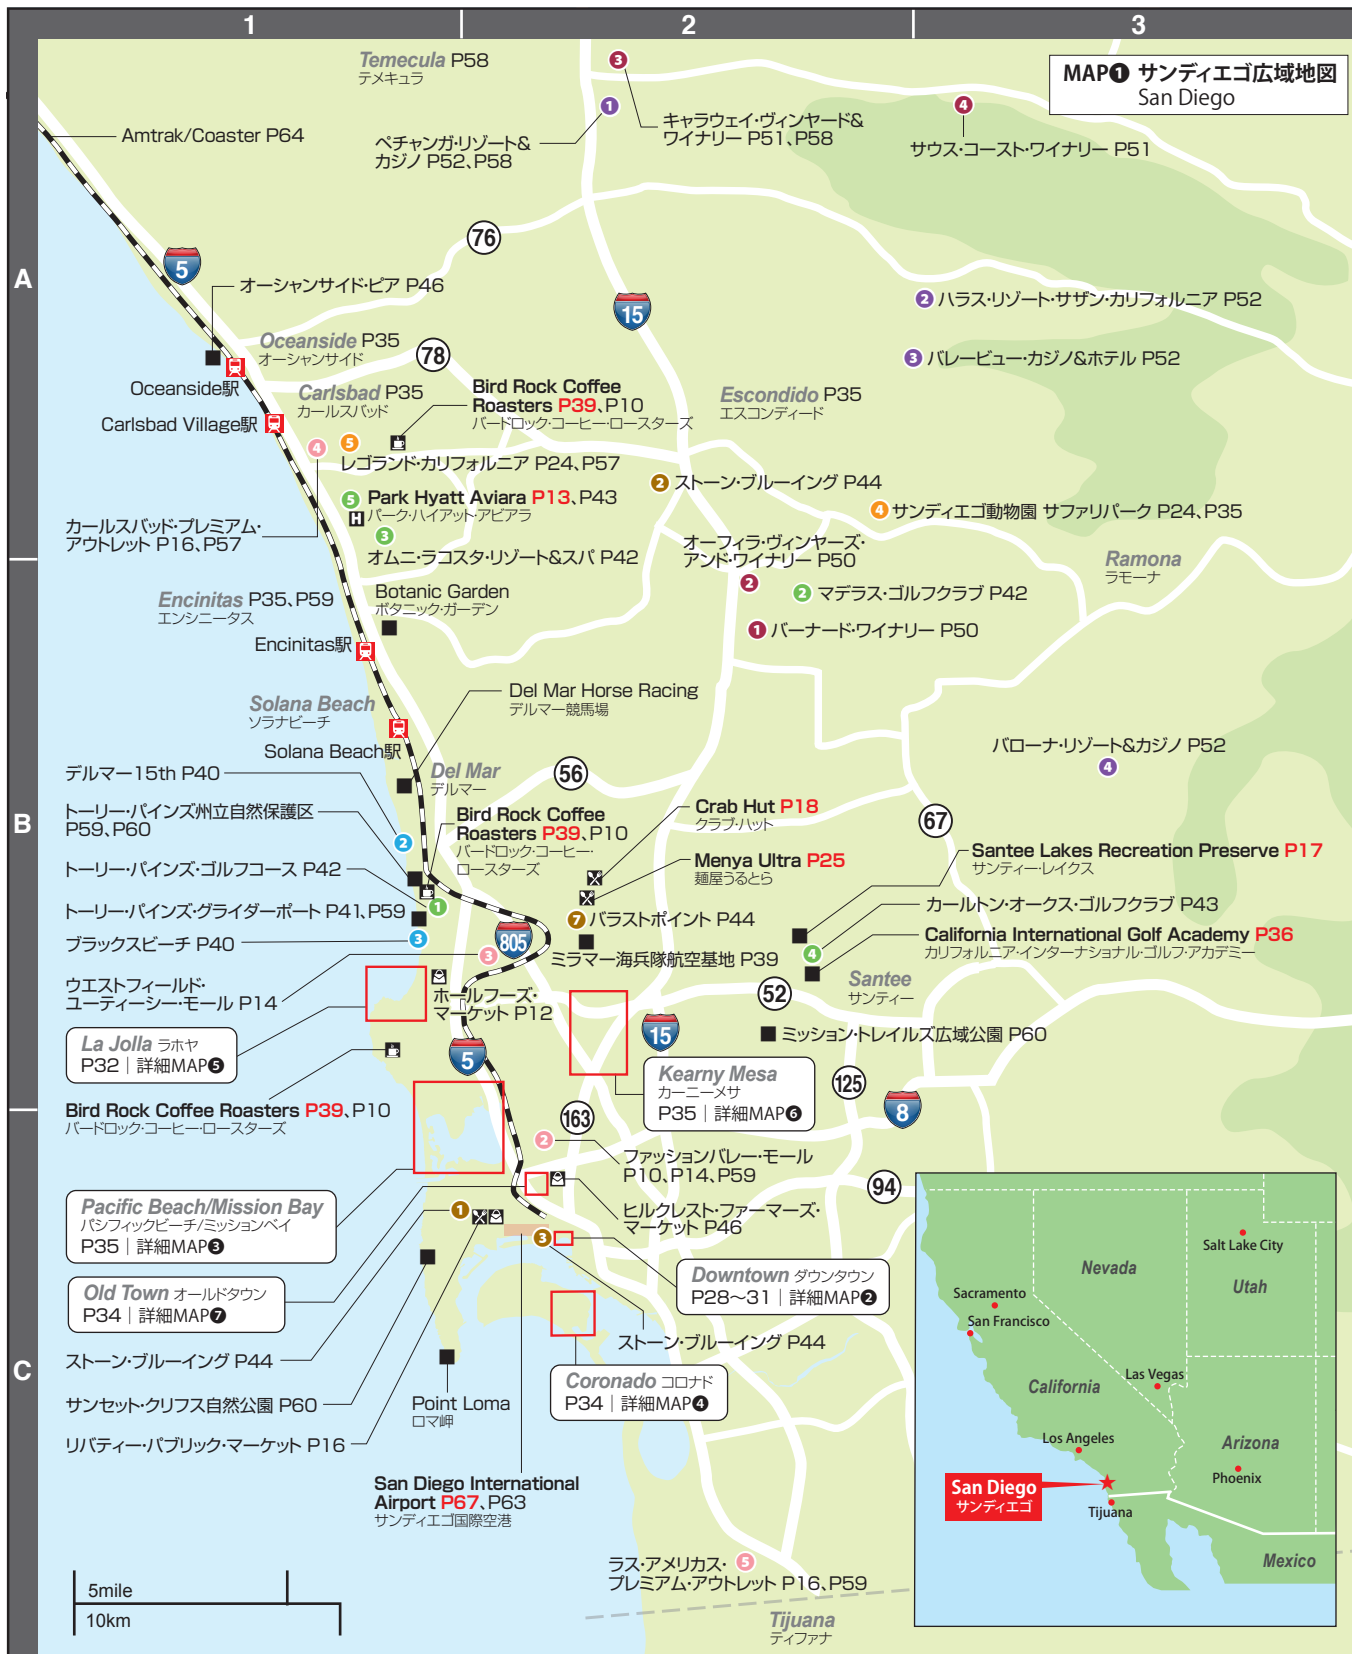 1
2
3
A
B
C
MAP❶ サンディエゴ広域地図
San Diego
Temecula P58
テメキュラ
Amtrak/Coaster P64
ペチャンガ・リゾート&
カジノ P52、P58
1
3
キャラウェイ・ヴィンヤード&
ワイナリー P51、P58
4
サウス・コースト・ワイナリー P51
76
5
15
オーシャンサイド・ピア P46
2 ハラス・リゾート・サザン・カリフォルニア P52
3 バレービュー・カジノ&ホテル P52
Oceanside P35
オーシャンサイド
78
Oceanside駅
Carlsbad P35
カールスバッド
Carlsbad Village駅
Bird Rock Coffee
Roasters P39、P10
バードロック・コーヒー・ロースターズ
Escondido P35
エスコンディード
4
5
レゴランド・カリフォルニア P24、P57
2 ストーン・ブルーイング P44
5 Park Hyatt Aviara P13、P43
H パーク・ハイアット・アビアラ
4 サンディエゴ動物園 サファリパーク P24、P35
カールスバッド・プレミアム・
アウトレット P16、P57
3
オムニ・ラコスタ・リゾート&スパ P42
オーフィラ・ヴィンヤーズ・
アンド・ワイナリー P50
2
Ramona
ラモーナ
Encinitas P35、P59
エンシニータス
Botanic Garden
ボタニック・ガーデン
2 マデラス・ゴルフクラブ P42
1 バーナード・ワイナリー P50
Encinitas駅
Del Mar Horse Racing
デルマー競馬場
Solana Beach
ソラナビーチ
Solana Beach駅
バローナ・リゾート&カジノ P52
4
デルマー15th P40
Del Mar
デルマー
56
トーリー・パインズ州立自然保護区
P59、P60
2
Bird Rock Coffee
Roasters P39、P10
バードロック・コーヒー・
ロースターズ
Crab Hut P18
クラブ・ハット
67
Menya Ultra P25
麺屋うるとら
Santee Lakes Recreation Preserve P17
サンティー・レイクス
トーリー・パインズ・ゴルフコース P42
1
トーリー・パインズ・グライダーポート P41、P59
7 バラストポイント P44
カールトン・オークス・ゴルフクラブ P43
ブラックスビーチ P40
3
805
3
ミラマー海兵隊航空基地 P39
4
California International Golf Academy P36
カリフォルニア・インターナショナル・ゴルフ・アカデミー
ウエストフィールド・
ユーティーシー・モール P14
ホールフーズ・
マーケット P12
Santee
サンティー
52
La Jolla ラホヤ
P32｜詳細MAP❺
5
15
ミッション・トレイルズ広域公園 P60
Kearny Mesa
カーニーメサ
P35｜詳細MAP❻
125
8
Bird Rock Coffee Roasters P39、P10
バードロック・コーヒー・ロースターズ
163
2
ファッションバレー・モール
P10、P14、P59
94
Pacific Beach/Mission Bay
パシフィックビーチ/ミッションベイ
P35｜詳細MAP❸
1
ヒルクレスト・ファーマーズ・
マーケット P46
3
Old Town オールドタウン
P34｜詳細MAP❼
Downtown ダウンタウン
P28〜31｜詳細MAP❷
ストーン・ブルーイング P44
ストーン・ブルーイング P44
サンセット・クリフス自然公園 P60
Point Loma
ロマ岬
Coronado コロナド
P34｜詳細MAP❹
リバティー・パブリック・マーケット P16
San Diego International
Airport P67、P63
サンディエゴ国際空港
ラス・アメリカス・
プレミアム・アウトレット P16、P59
5
Tijuana
ティファナ
5mile
10km
Salt Lake City
Nevada
Utah
Sacramento
San Francisco
Las Vegas
California
Los Angeles
Arizona
Phoenix
San Diego
サンディエゴ
Tijuana
Mexico